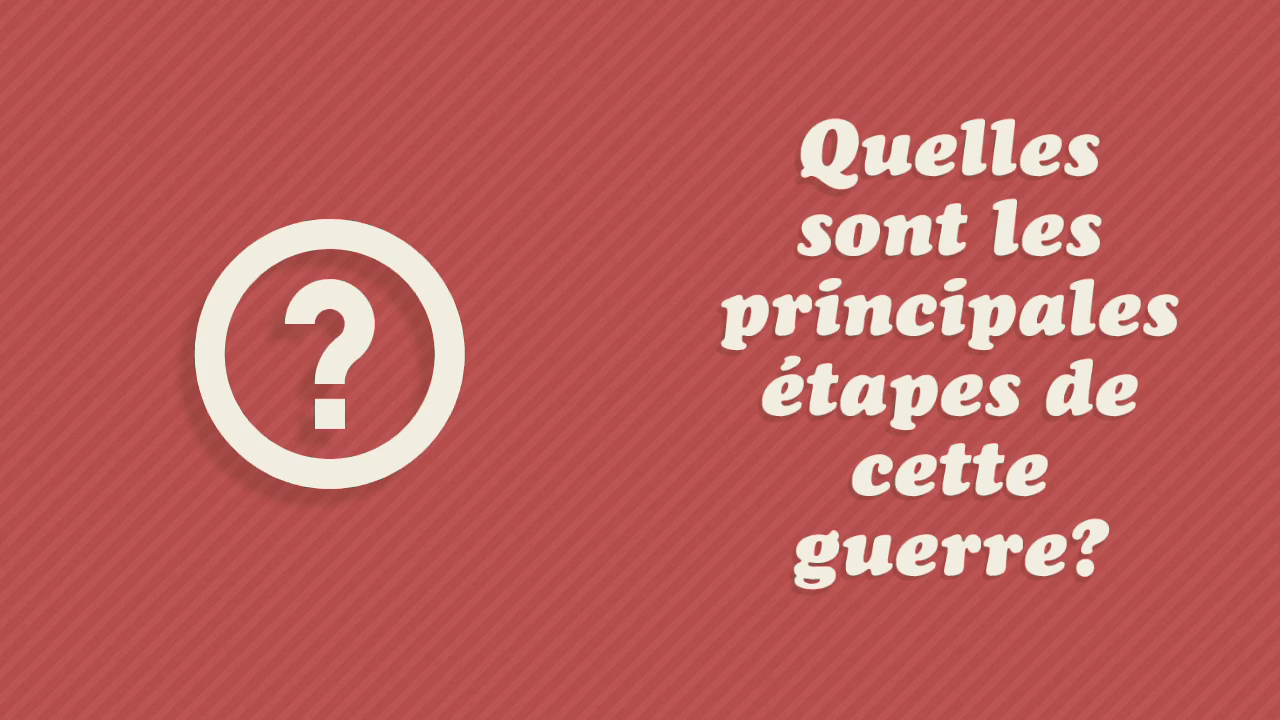 Quelles
sont les
principales
étapes de
cette
guerre?